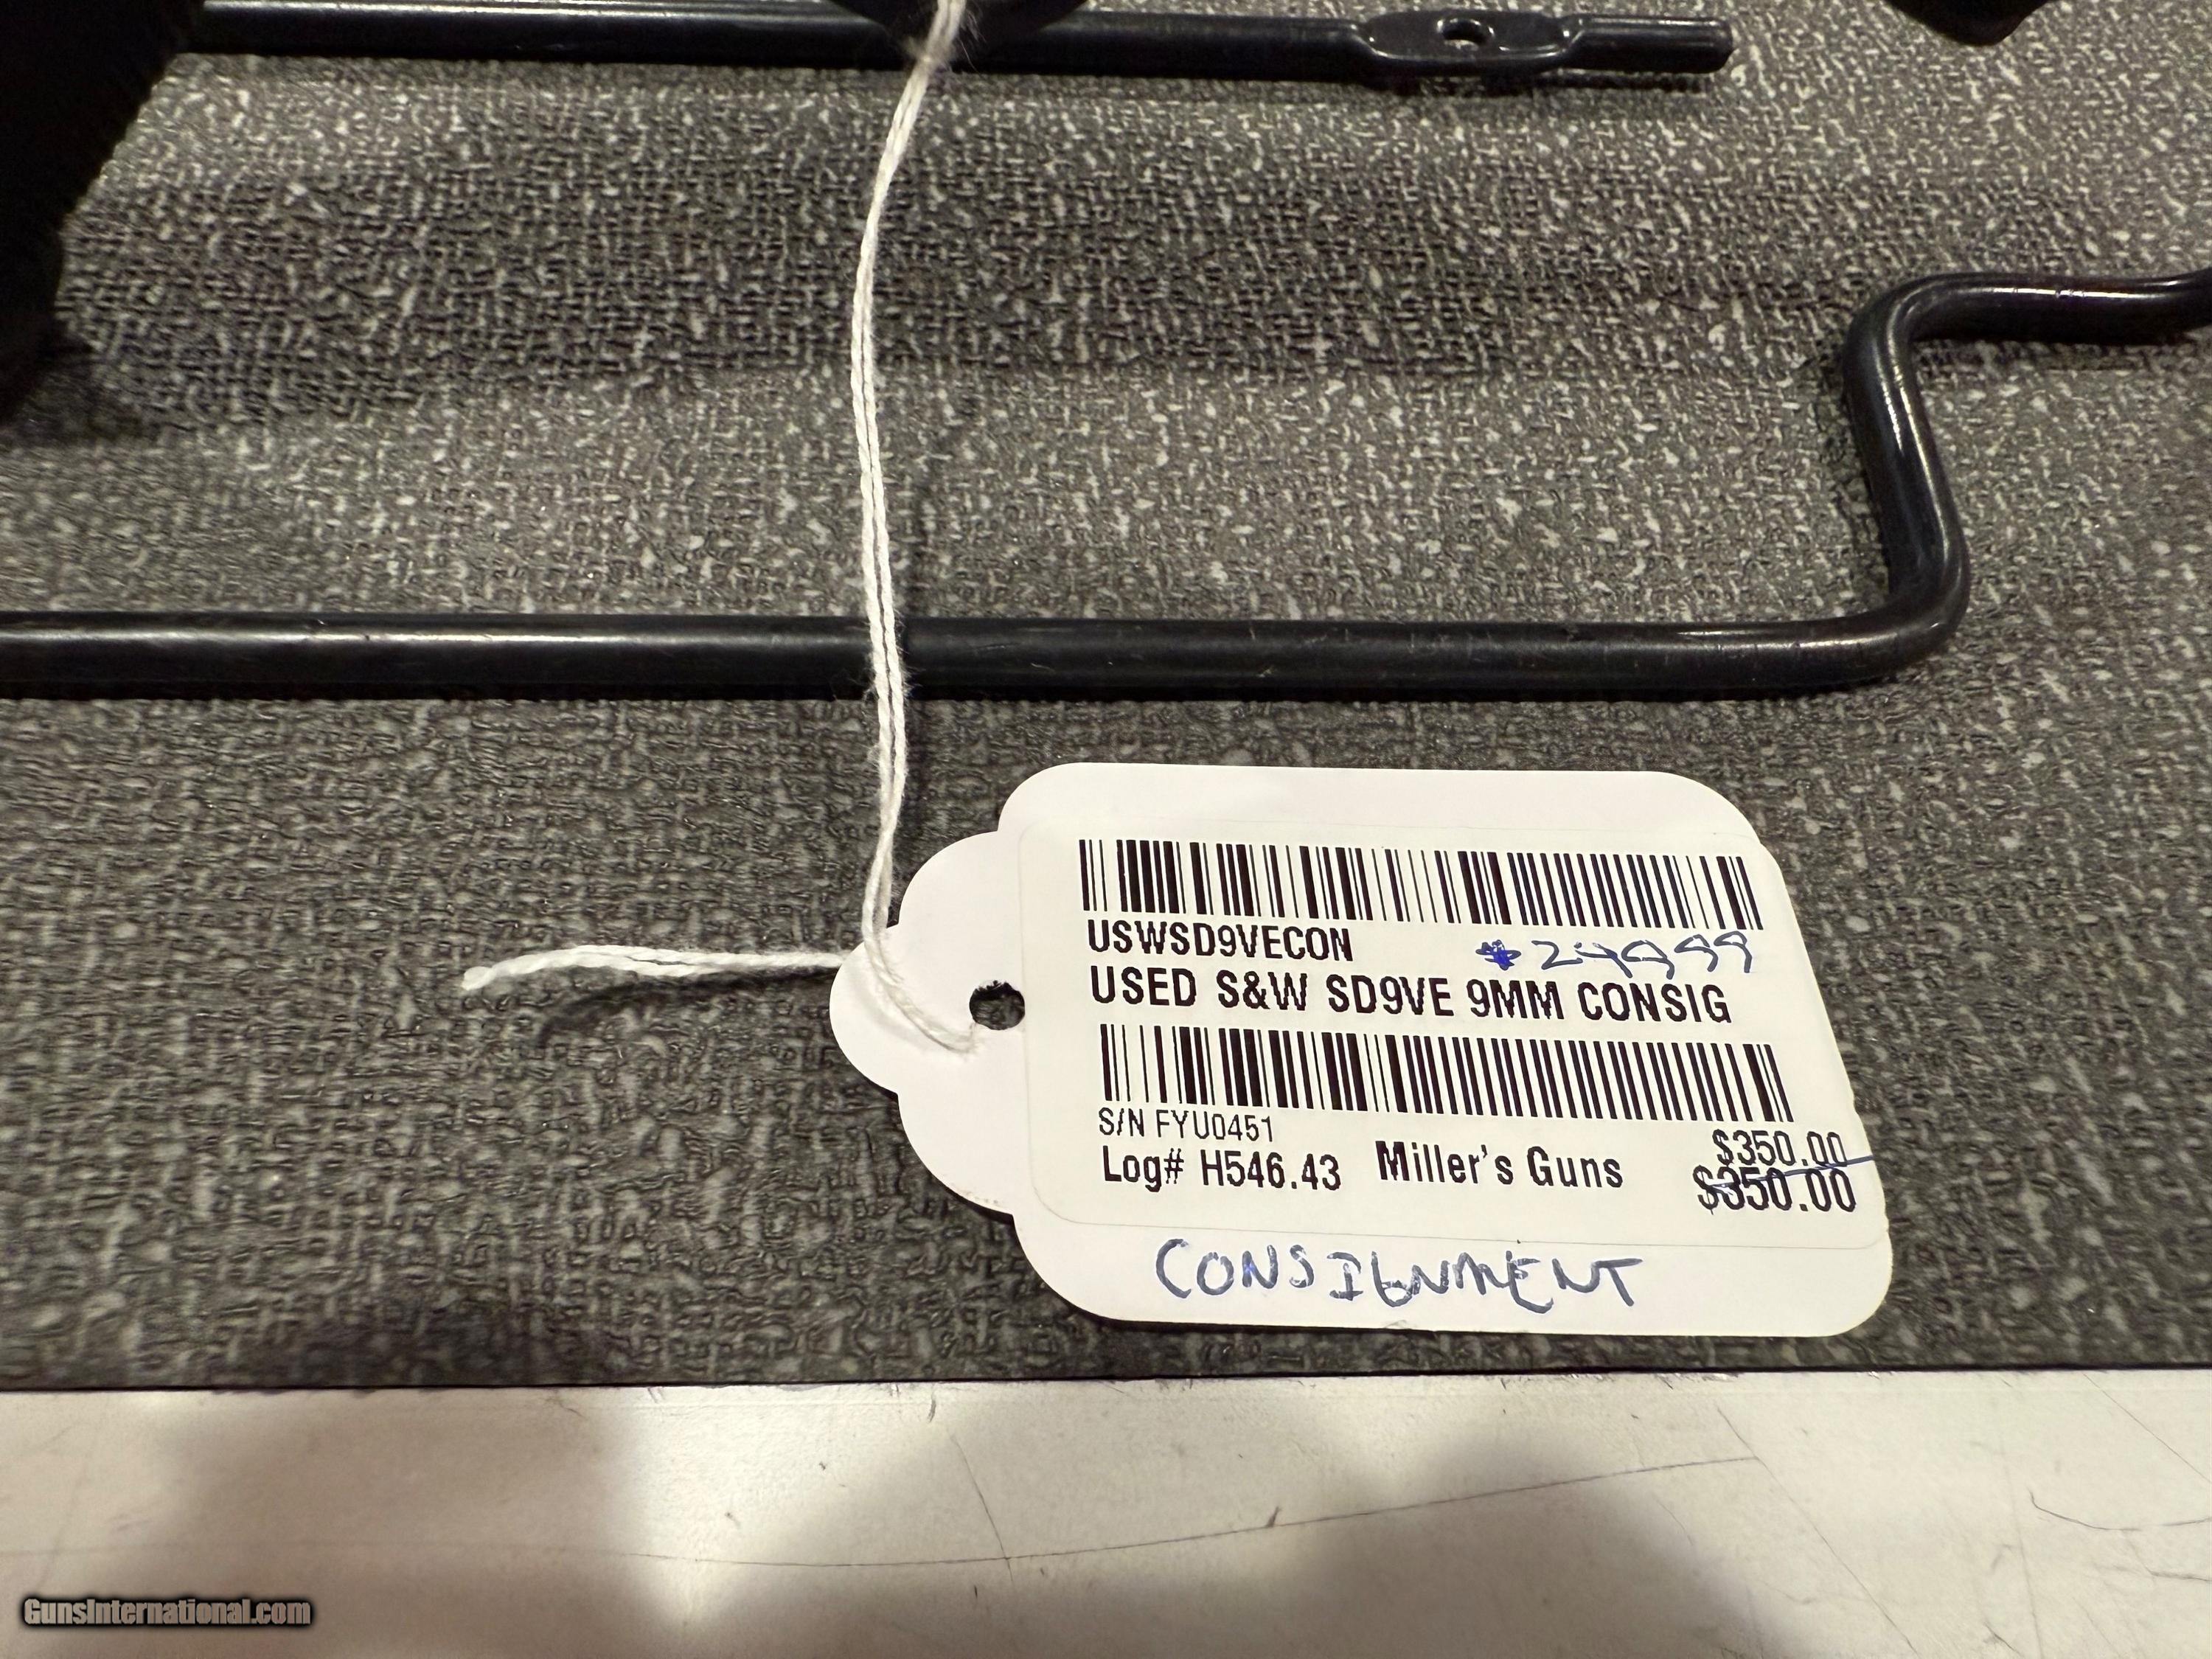 USWSD9VECON $24999
USED S&W SD9VE 9MM CONSIG
S/N FYU0451
Log# H546.43 Miller's Guns $350.00
$350.00
CONSIGNMENT
GunsInternational.com